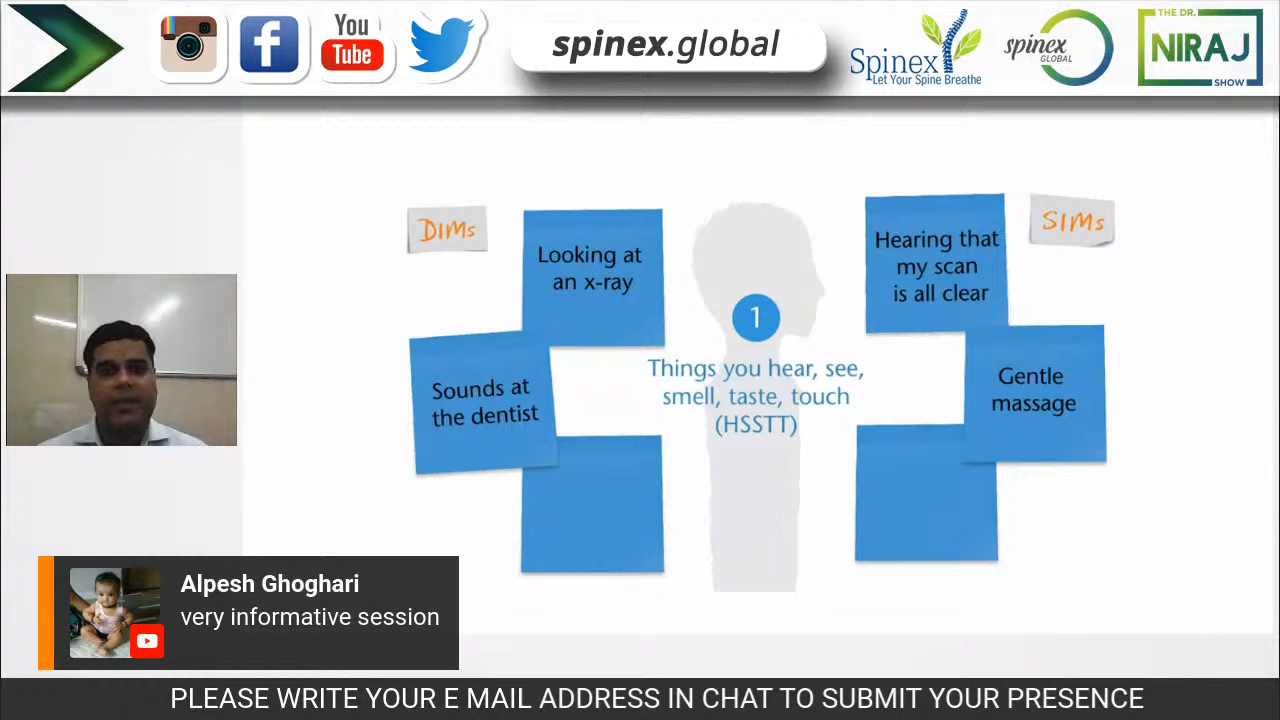 You
Tube
spinex.global
Spinex
Let Your Spine Breathe
spinex
GLOBAL
THE DR.
NIRAJ
SHOW
DIMs
Looking at
an x-ray
Sounds at
the dentist
1
Things you hear, see,
smell, taste, touch
(HSSTT)
Hearing that
my scan
is all clear
SIMs
Gentle
massage
Alpesh Ghoghari
very informative session
PLEASE WRITE YOUR E MAIL ADDRESS IN CHAT TO SUBMIT YOUR PRESENCE